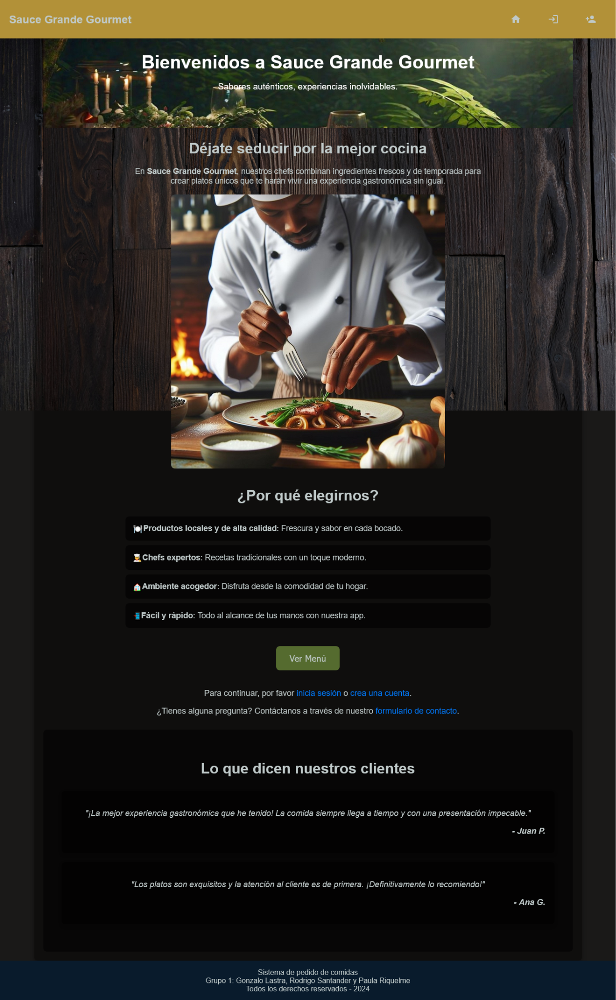 Sauce Grande Gourmet
Bienvenidos a Sauce Grande Gourmet
Sabores auténticos, experiencias inolvidables.
Déjate seducir por la mejor cocina
En Sauce Grande Gourmet, nuestros chefs combinan ingredientes frescos y de temporada para
crear platos únicos que te harán vivir una experiencia gastronómica sin igual.
¿Por qué elegirnos?
Productos locales y de alta calidad: Frescura y sabor en cada bocado.
Chefs expertos: Recetas tradicionales con un toque moderno.
Ambiente acogedor: Disfruta desde la comodidad de tu hogar.
Fácil y rápido: Todo al alcance de tus manos con nuestra app.
Ver Menú
Para continuar, por favor inicia sesión o crea una cuenta.
¿Tienes alguna pregunta? Contáctanos a través de nuestro formulario de contacto.
Lo que dicen nuestros clientes
"¡La mejor experiencia gastronómica que he tenido! La comida siempre llega a tiempo y con una presentación impecable."
- Juan P.
"Los platos son exquisitos y la atención al cliente es de primera. ¡Definitivamente lo recomiendo!"
- Ana G.
Sistema de pedido de comidas
Grupo 1: Gonzalo Lastra, Rodrigo Santander y Paula Riquelme
Todos los derechos reservados - 2024